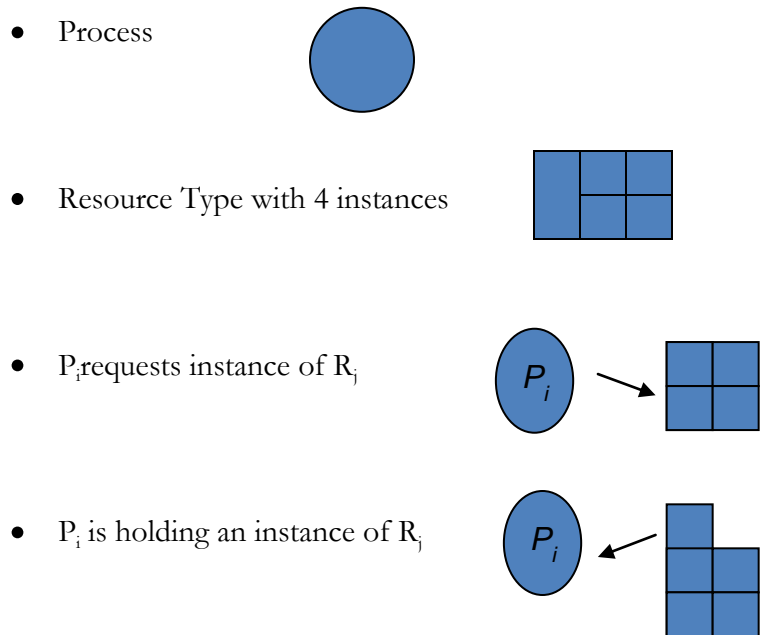 • Process
• Resource Type with 4 instances
• Pirequests instance of Rj
Pi
• Pi is holding an instance of Rj
Pi